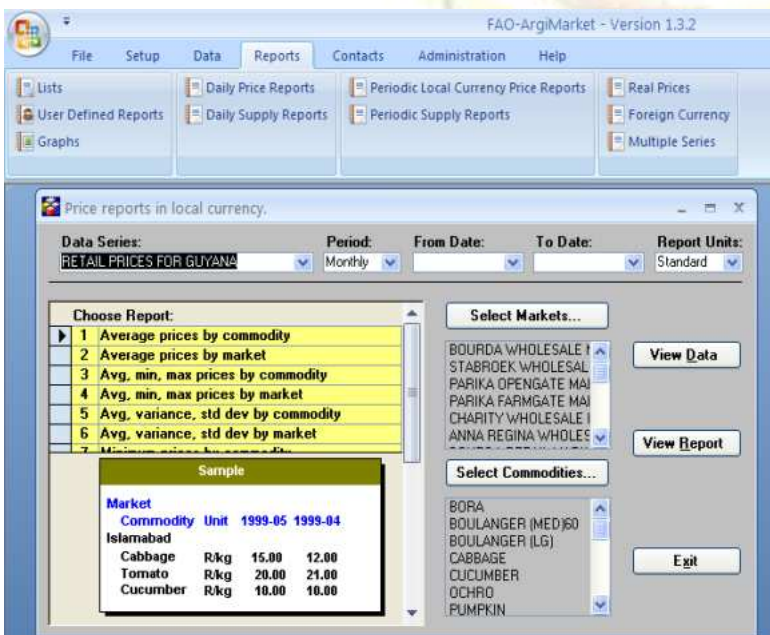 FAO-ArgiMarket - Version 1.3.2
File Setup Data Reports Contacts Administration Help
Lists
User Defined Reports
Graphs
Daily Price Reports
Daily Supply Reports
Periodic Local Currency Price Reports
Periodic Supply Reports
Real Prices
Foreign Currency
Multiple Series
Price reports in local currency.
Data Series: Period: From Date: To Date: Report Units:
RETAIL PRICES FOR GUYANA Monthly Standard
Choose Report:
1 Average prices by commodity
2 Average prices by market
3 Avg, min, max prices by commodity
4 Avg, min, max prices by market
5 Avg, variance, std dev by commodity
6 Avg, variance, std dev by market
7
Sample
Market
Commodity Unit 1999-05 1999-04
Islamabad
Cabbage R/kg 15.00 12.00
Tomato R/kg 20.00 21.00
Cucumber R/kg 10.00 10.00
Select Markets...
BOURDA WHOLESALE
STABROEK WHOLESAL
PARIKA OPENGATE MA
PARIKA FARMGATE MA
CHARITY WHOLESALE
ANNA REGINA WHOLES
Select Commodities...
BORA
BOULANGER (MED)60
BOULANGER (LG)
CABBAGE
CUCUMBER
OCHRO
PUMPKIN
View Data
View Report
Exit